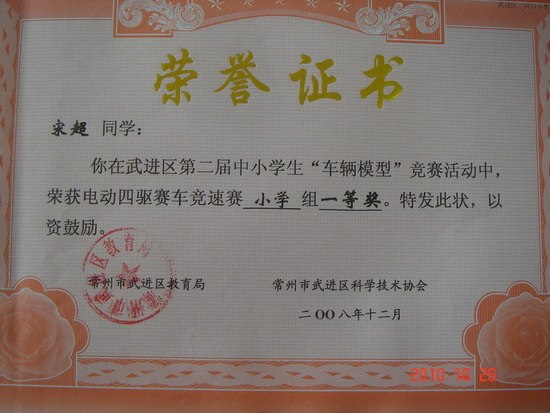 荣誉证书
宋超 同学:
你在武进区第二届中小学生“车辆模型”竞赛活动中,
荣获电动四驱赛车竞速赛 小学 组一等奖。特发此状,以
资鼓励。
常州市武进区教育局 常州市武进区科学技术协会
二〇〇八年十二月
2010 10 28